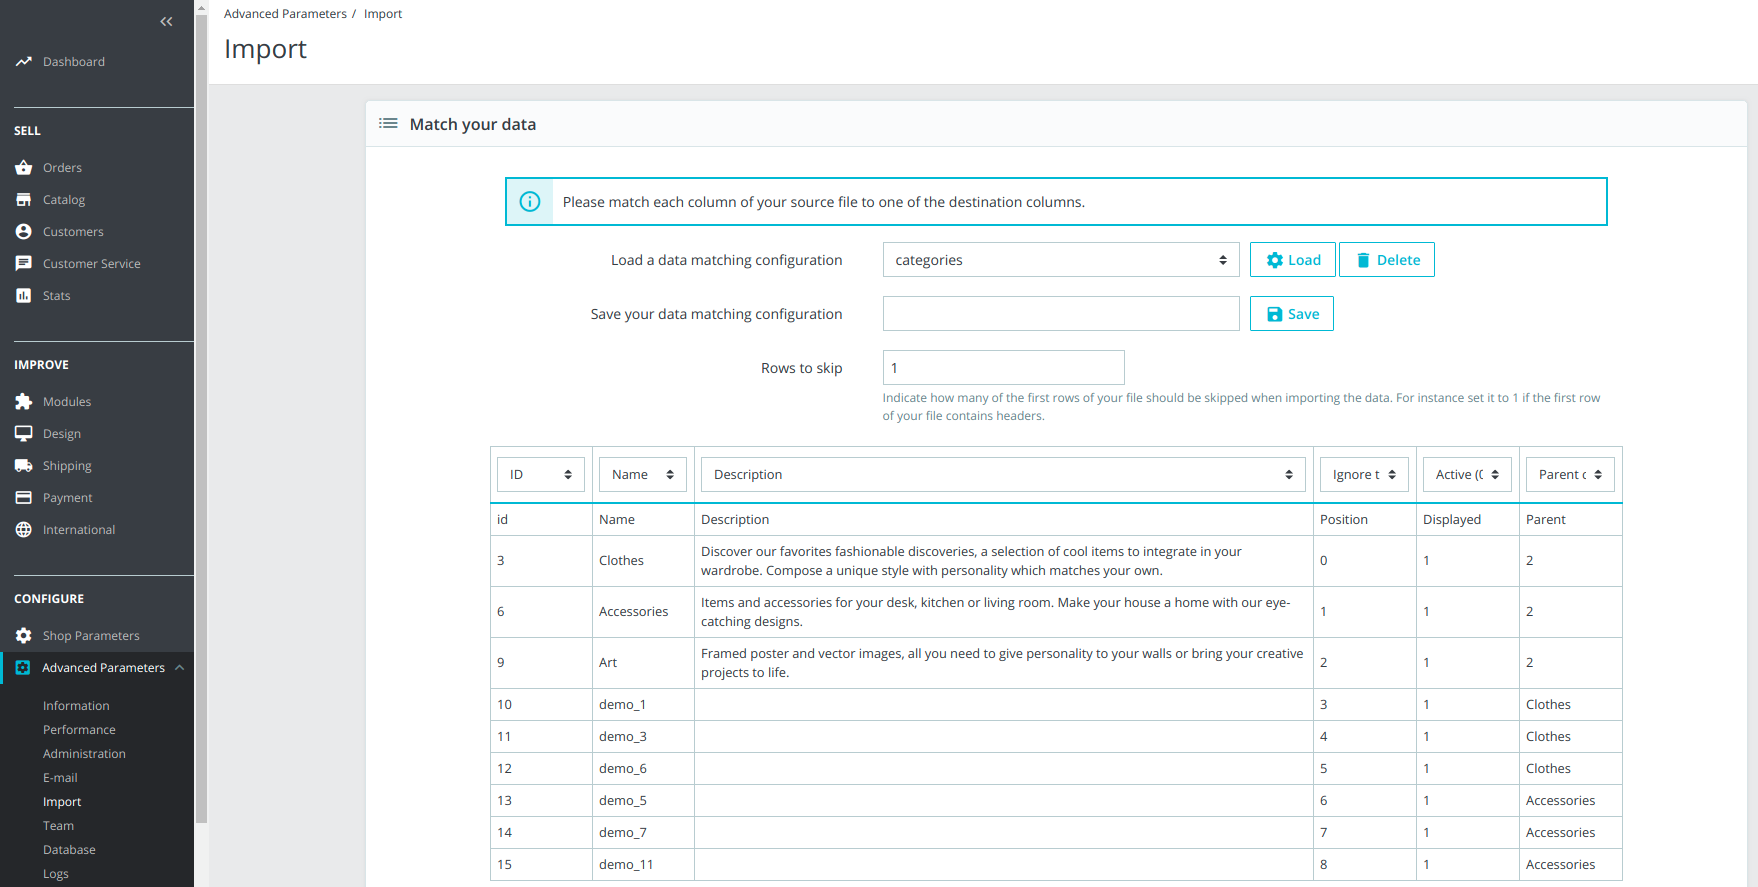 Dashboard
SELL
Orders
Catalog
Customers
Customer Service
Stats
IMPROVE
Modules
Design
Shipping
Payment
International
CONFIGURE
Shop Parameters
Advanced Parameters
Information
Performance
Administration
E-mail
Import
Team
Database
Logs
Advanced Parameters / Import
Import
Match your data
Please match each column of your source file to one of the destination columns.
Load a data matching configuration categories Load Delete
Save your data matching configuration Save
Rows to skip 1
Indicate how many of the first rows of your file should be skipped when importing the data. For instance set it to 1 if the first row
of your file contains headers.
ID Name Description Ignore t Active (0 Parent c
id Name Description Position Displayed Parent
3 Clothes Discover our favorites fashionable discoveries, a selection of cool items to integrate in your
wardrobe. Compose a unique style with personality which matches your own. 0 1 2
6 Accessories Items and accessories for your desk, kitchen or living room. Make your house a home with our eye-
catching designs. 1 1 2
9 Art Framed poster and vector images, all you need to give personality to your walls or bring your creative
projects to life. 2 1 2
10 demo_1 3 1 Clothes
11 demo_3 4 1 Clothes
12 demo_6 5 1 Clothes
13 demo_5 6 1 Accessories
14 demo_7 7 1 Accessories
15 demo_11 8 1 Accessories